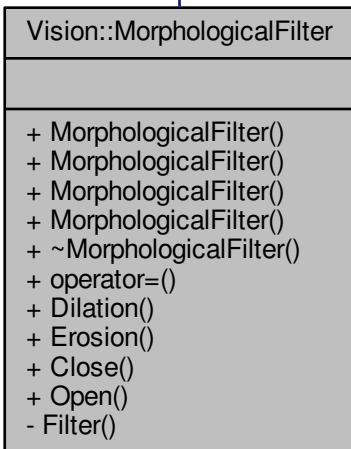 Vision::MorphologicalFilter
+ MorphologicalFilter()
+ MorphologicalFilter()
+ MorphologicalFilter()
+ MorphologicalFilter()
+ ~MorphologicalFilter()
+ operator=()
+ Dilation()
+ Erosion()
+ Close()
+ Open()
- Filter()